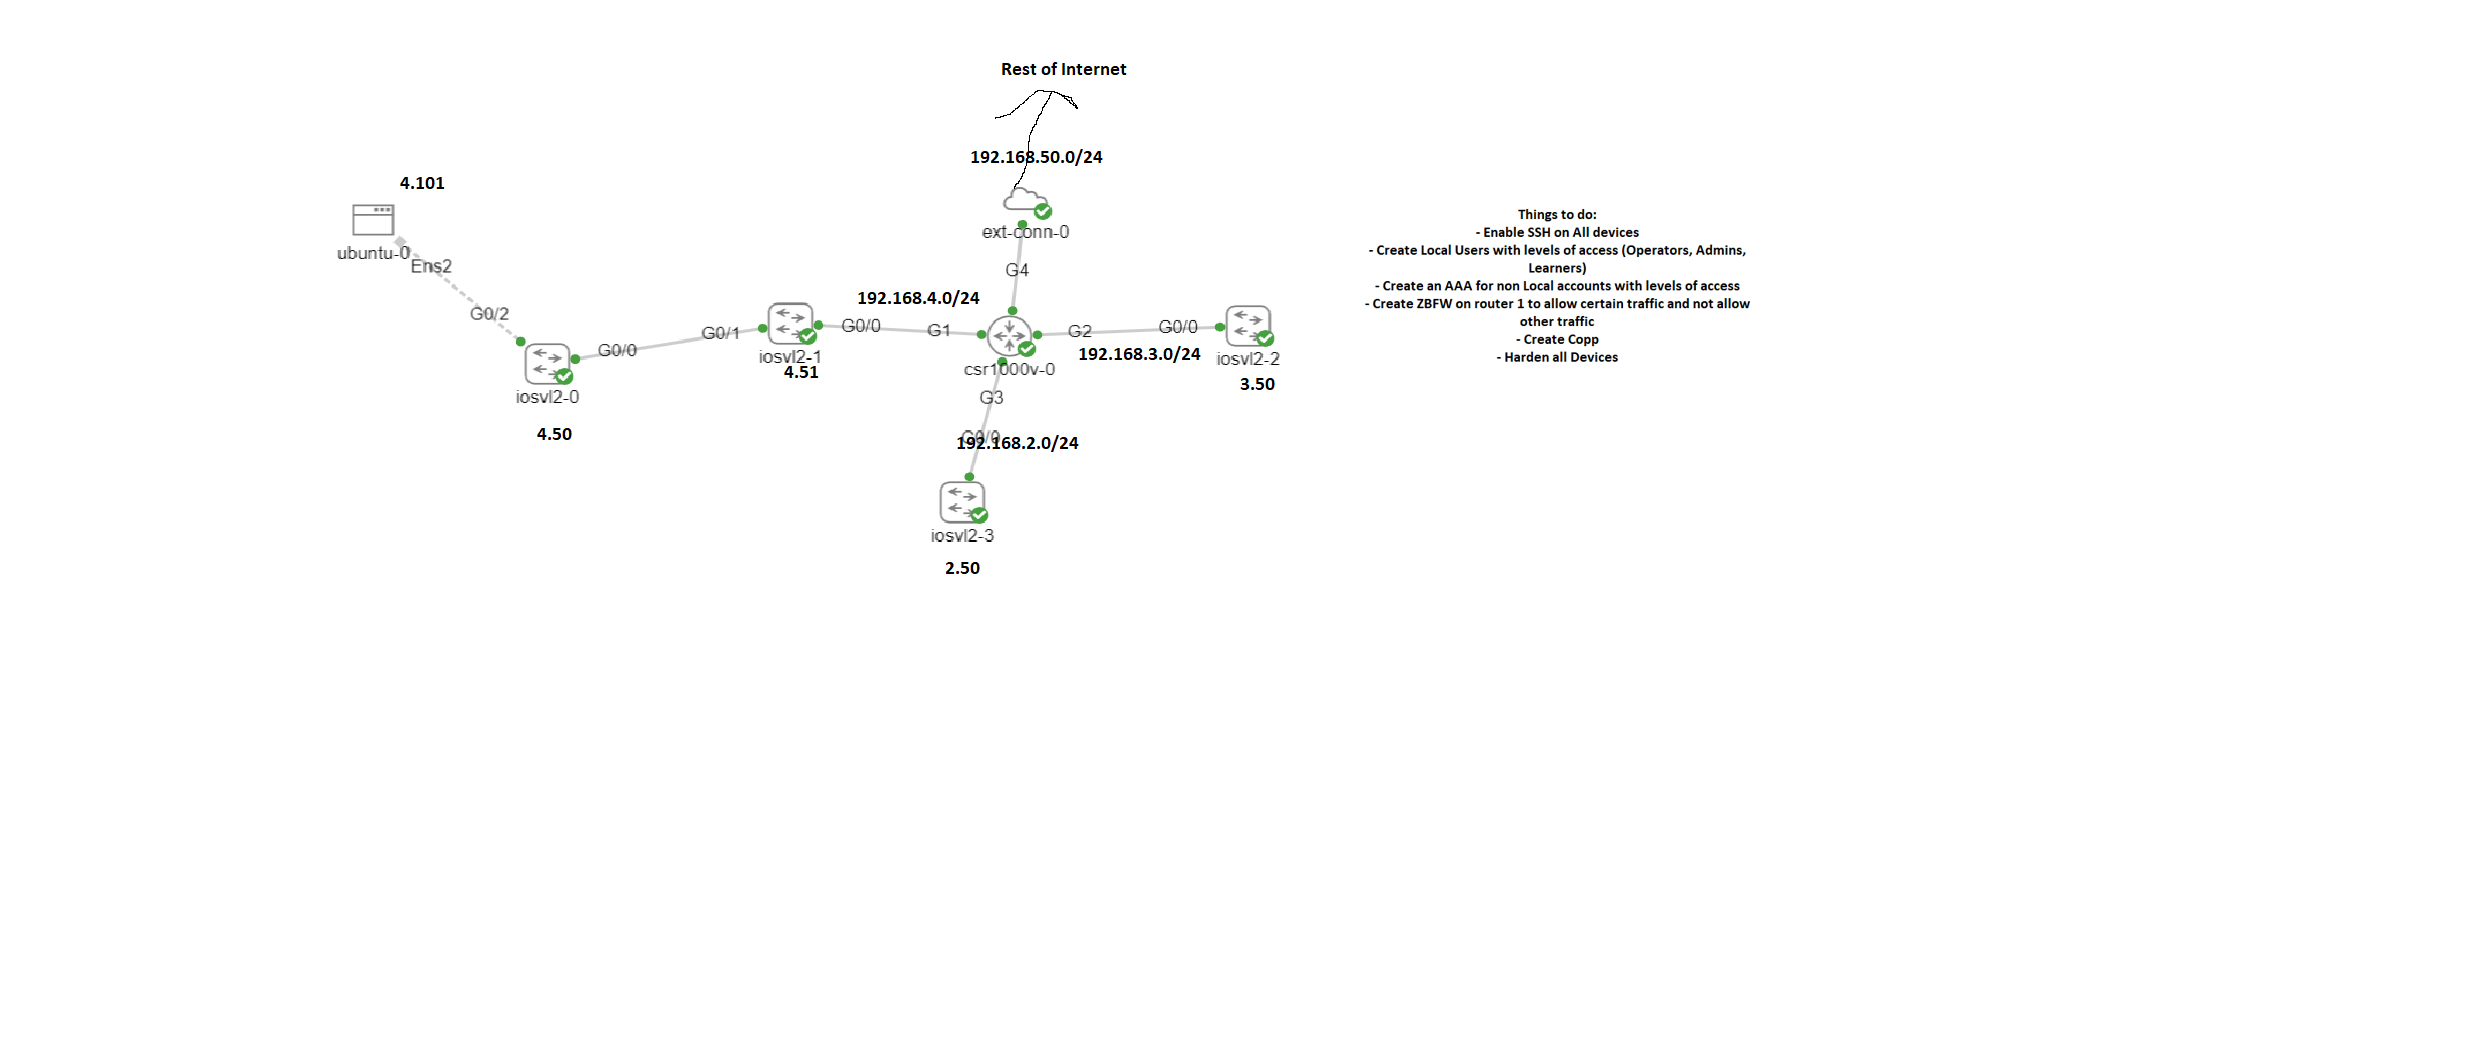 Rest of Internet
192.168.50.0/24
4.101
ext-conn-0
ubuntu-0
Ens2
G4
192.168.4.0/24
G0/2
G0/1
G0/0
G1
G2
G0/0
G0/0
iosvl2-1
4.51
192.168.3.0/24
iosvl2-2
csr1000v-0
3.50
iosvl2-0
G3
4.50
G0/0
192.168.2.0/24
iosvl2-3
2.50
Things to do:
- Enable SSH on All devices
- Create Local Users with levels of access (Operators, Admins,
Learners)
- Create an AAA for non Local accounts with levels of access
- Create ZBFW on router 1 to allow certain traffic and not allow
other traffic
- Create Copp
- Harden all Devices